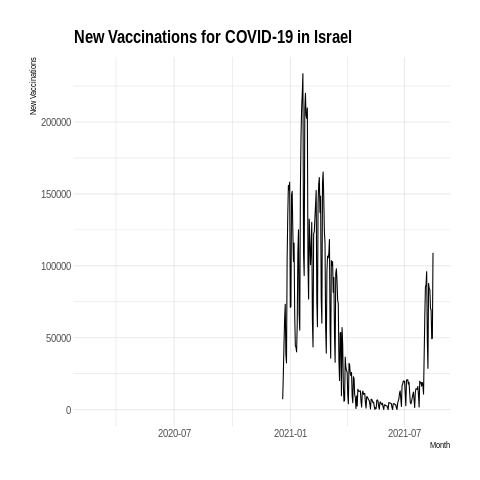 New Vaccinations for COVID-19 in Israel
New Vaccinations
200000
150000
100000
50000
0
2020-07
2021-01
2021-07
Month